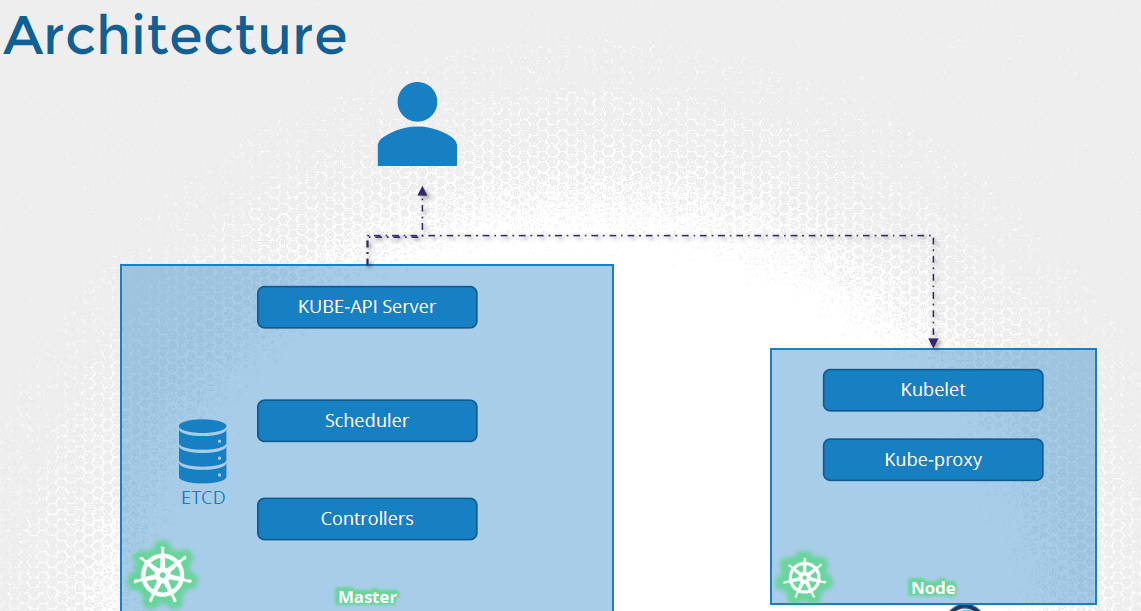 Architecture
KUBE-API Server
Scheduler
ETCD
Controllers
Master
Kubelet
Kube-proxy
Node